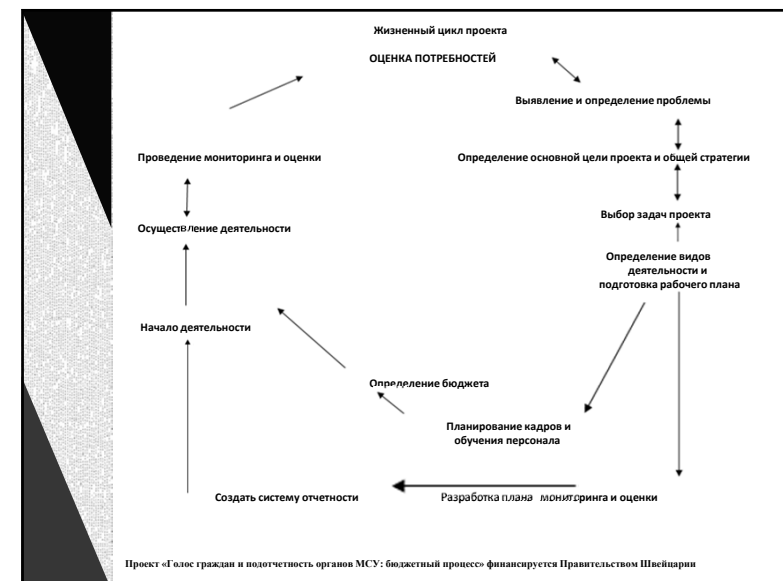 Жизненный цикл проекта
ОЦЕНКА ПОТРЕБНОСТЕЙ
Выявление и определение проблемы
Проведение мониторинга и оценки
Определение основной цели проекта и общей стратегии
Выбор задач проекта
Осуществление деятельности
Определение видов
деятельности и
подготовка рабочего плана
Начало деятельности
Определение бюджета
Планирование кадров и
обучения персонала
Создать систему отчетности
Разработка плана мониторинга и оценки
Проект «Голос граждан и подотчетность органов МСУ: бюджетный процесс» финансируется Правительством Швейцарии